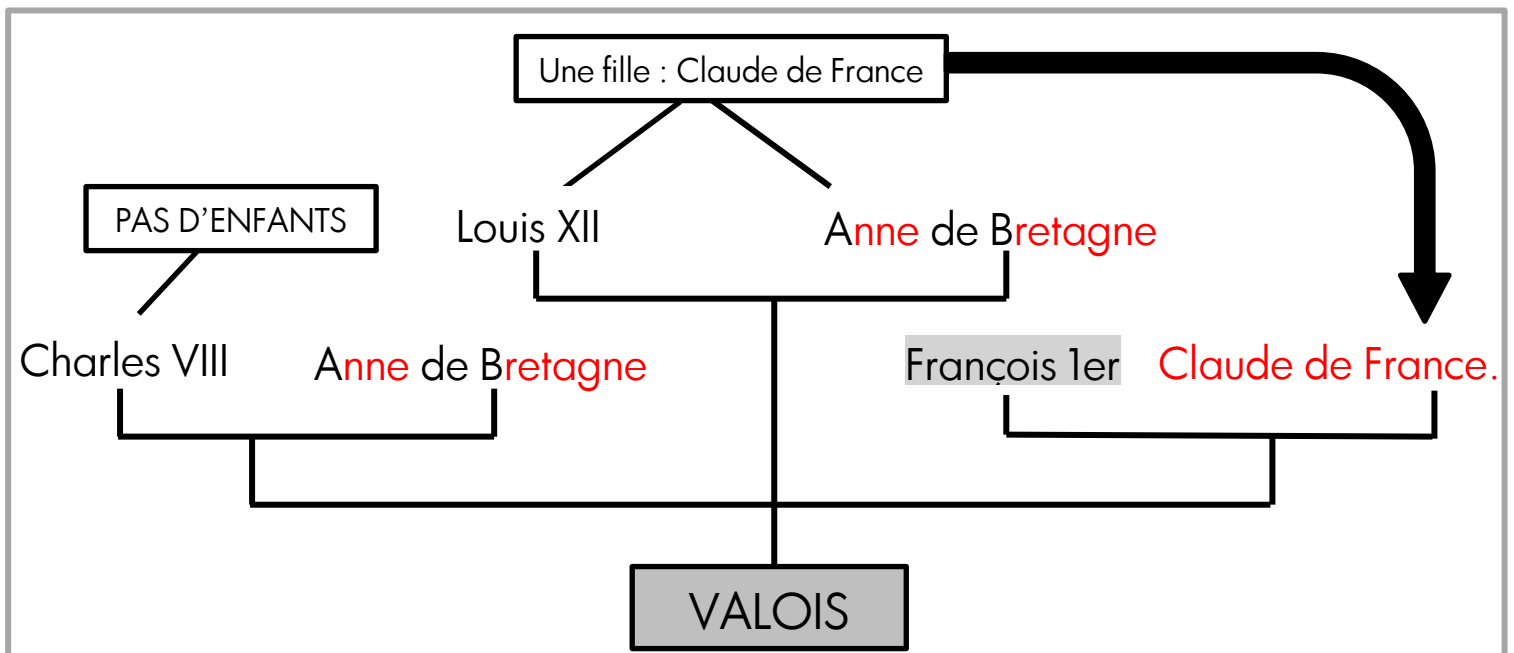 Une fille : Claude de France
PAS D'ENFANTS
Louis XII
Anne de Bretagne
Charles VIII
Anne de Bretagne
François 1er
Claude de France.
VALOIS